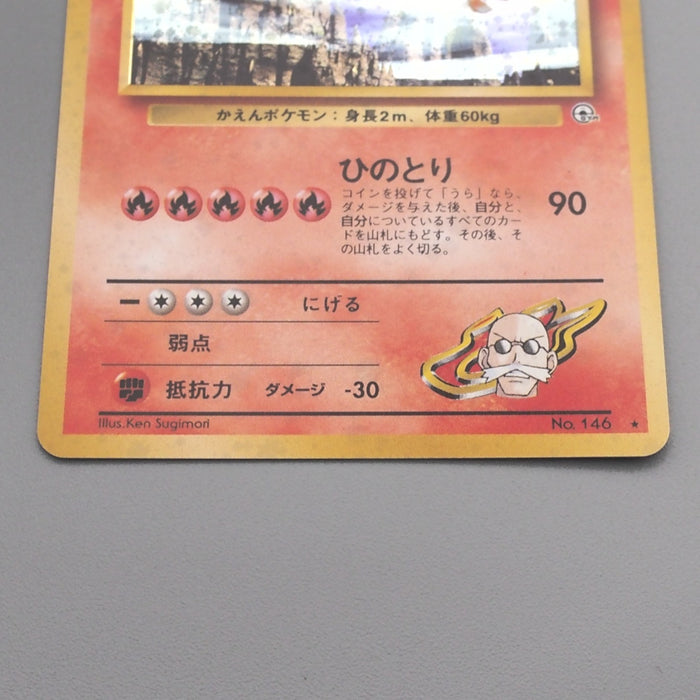 かえんポケモン：身長2m、体重60kg
ひのとり
コインを投げて「うら」なら、
ダメージを与えた後、自分と、
自分についているすべてのカー
ドを山札にもどす。その後、そ
の山札をよく切る。
90
にげる
弱点
抵抗力 ダメージ -30
Illus. Ken Sugimori
No. 146 ★